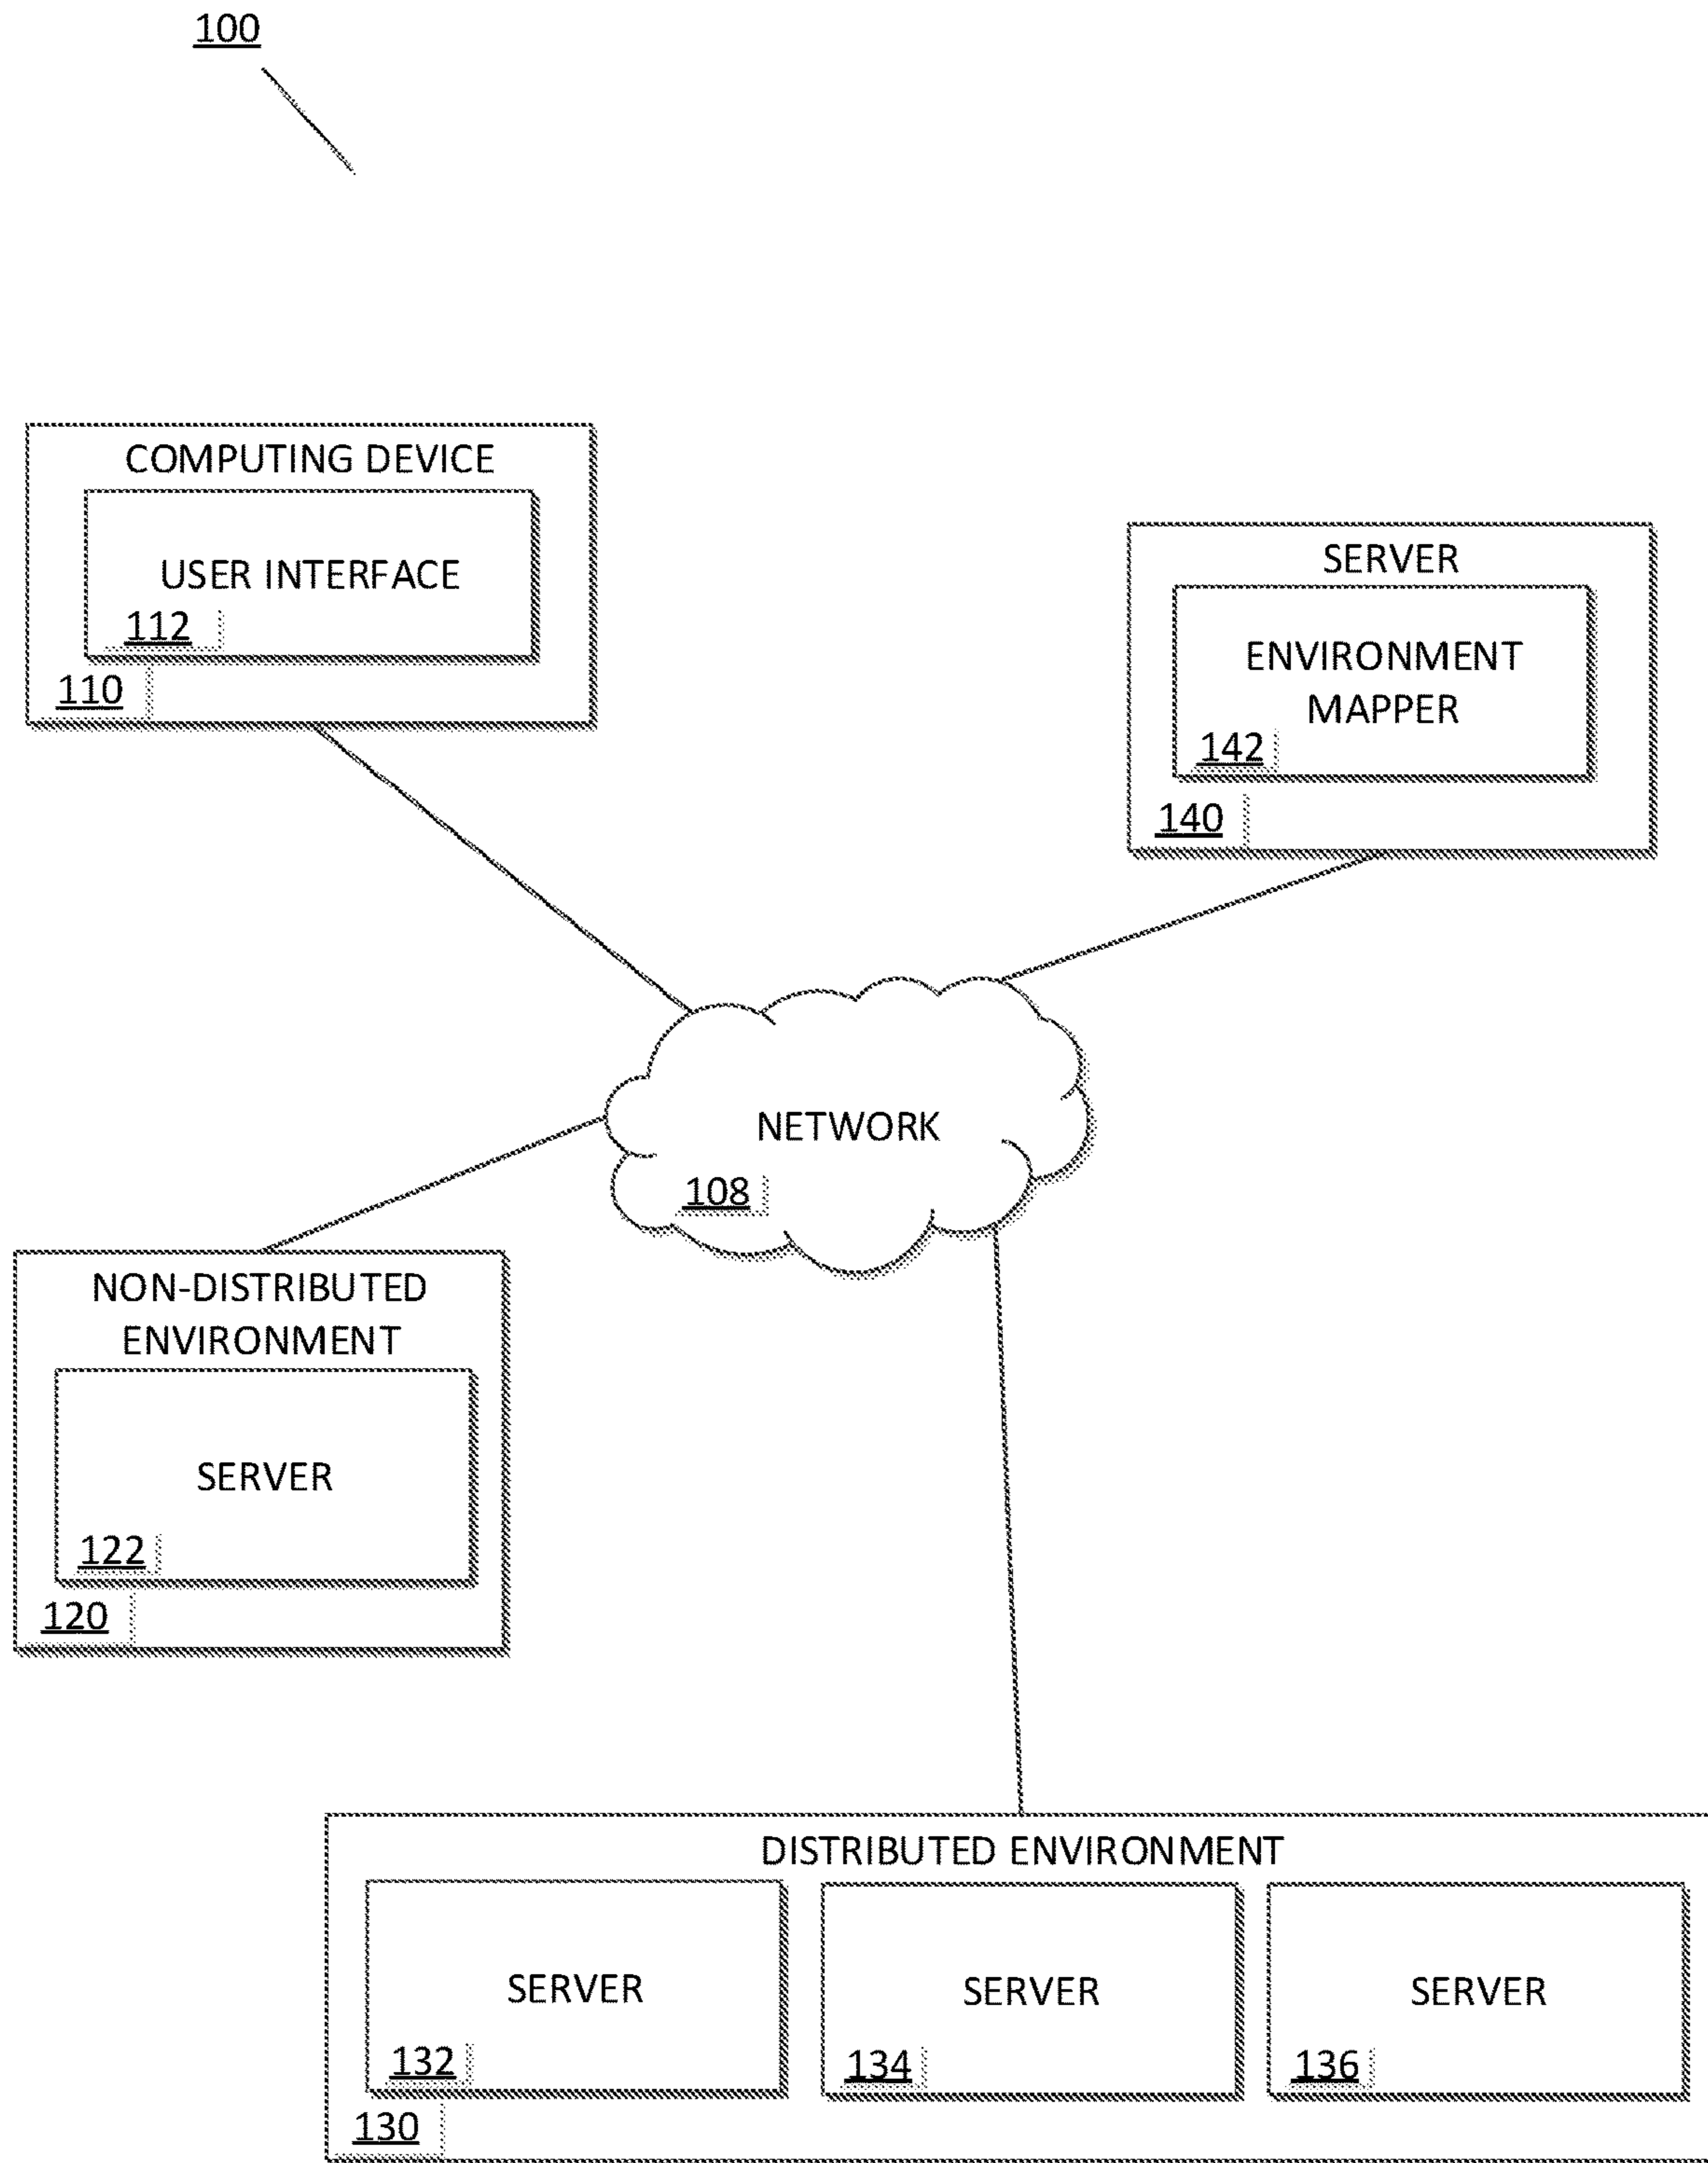 100
COMPUTING DEVICE
USER INTERFACE
112
110
SERVER
ENVIRONMENT
MAPPER
142
140
NETWORK
108
NON-DISTRIBUTED
ENVIRONMENT
SERVER
122
120
DISTRIBUTED ENVIRONMENT
SERVER
132
SERVER
134
SERVER
136
130